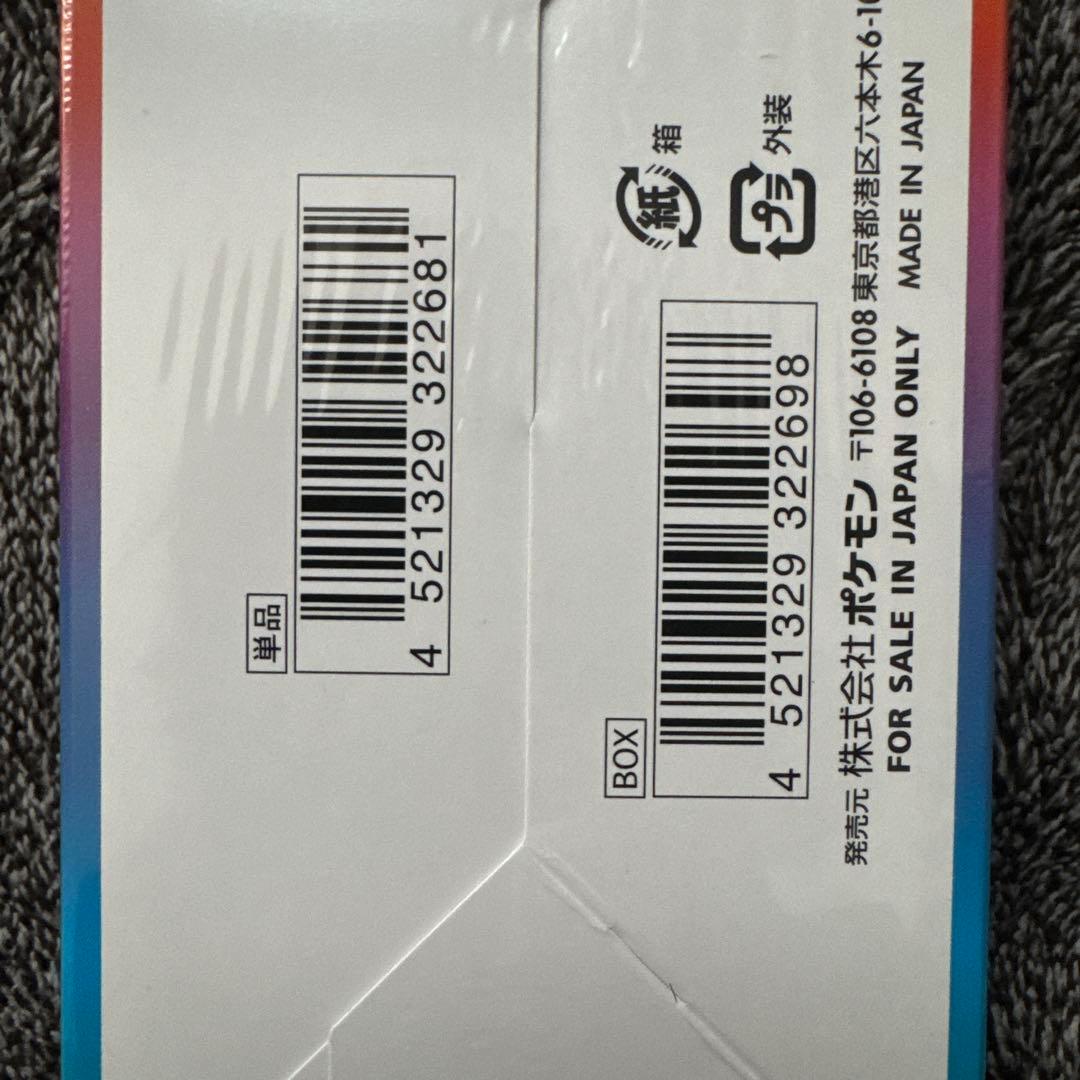 単品
4 521329 322681
BOX
4 521329 322698
紙 箱
プラ 外装
発売元 株式会社 ポケモン 〒106-6108 東京都港区六本木6-10
FOR SALE IN JAPAN ONLY MADE IN JAPAN